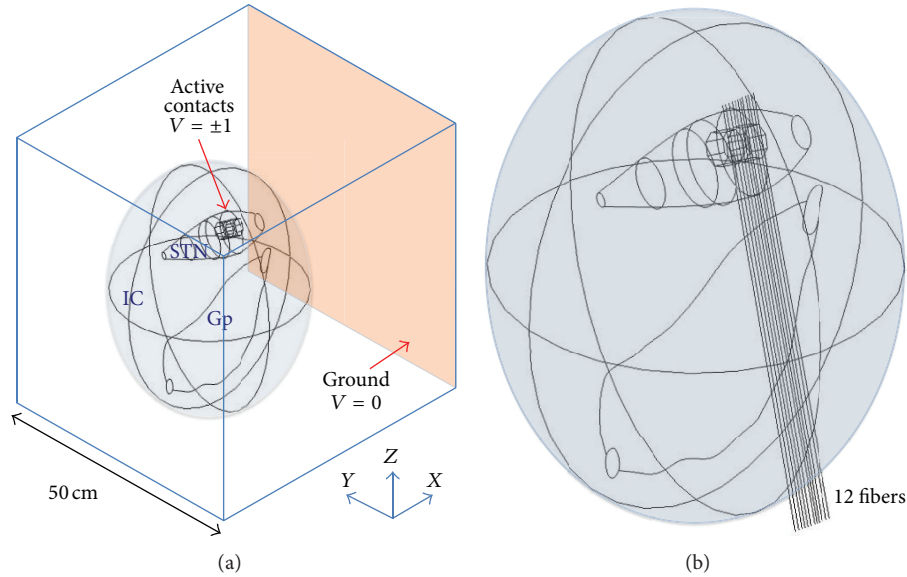 Active
contacts
V = ±1
STN
IC
Gp
Ground
V = 0
50 cm
Z
Y
X
(a)
12 fibers
(b)